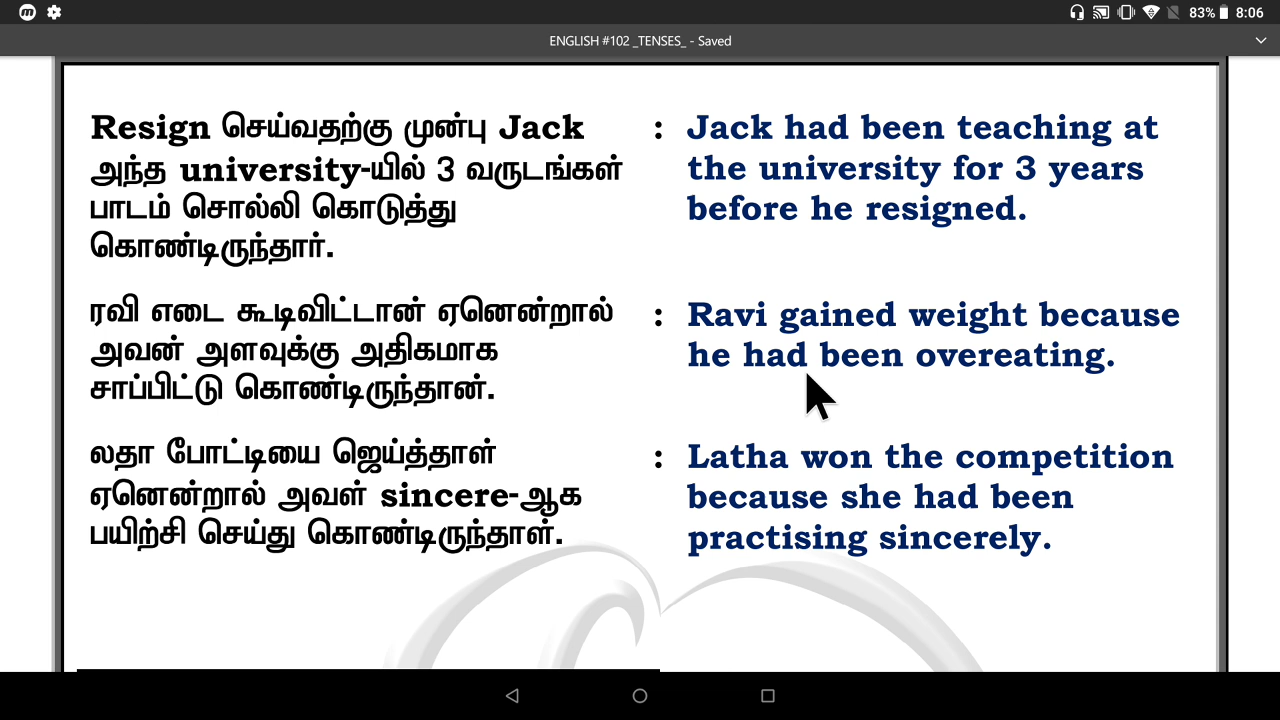 83% 8:06
ENGLISH #102 _TENSES_ - Saved
Resign செய்வதற்கு முன்பு Jack
அந்த university-யில் 3 வருடங்கள்
பாடம் சொல்லி கொடுத்து
கொண்டிருந்தார்.
: Jack had been teaching at
the university for 3 years
before he resigned.
ரவி எடை கூடிவிட்டான் ஏனென்றால்
அவன் அளவுக்கு அதிகமாக
சாப்பிட்டு கொண்டிருந்தான்.
: Ravi gained weight because
he had been overeating.
லதா போட்டியை ஜெய்த்தாள்
ஏனென்றால் அவள் sincere-ஆக
பயிற்சி செய்து கொண்டிருந்தாள்.
: Latha won the competition
because she had been
practising sincerely.